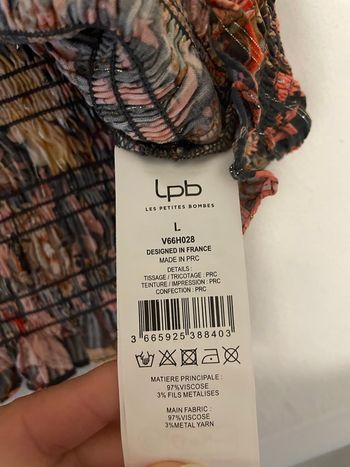 Lpb
LES PETITES BOMBES
L
V66H028
DESIGNED IN FRANCE
MADE IN PRC
DETAILS :
TISSAGE / TRICOTAGE : PRC
TEINTURE / IMPRESSION : PRC
CONFECTION : PRC
3 665925 388403
MATIERE PRINCIPALE :
97%VISCOSE
3% FILS METALISES
MAIN FABRIC :
97%VISCOSE
3%METAL YARN